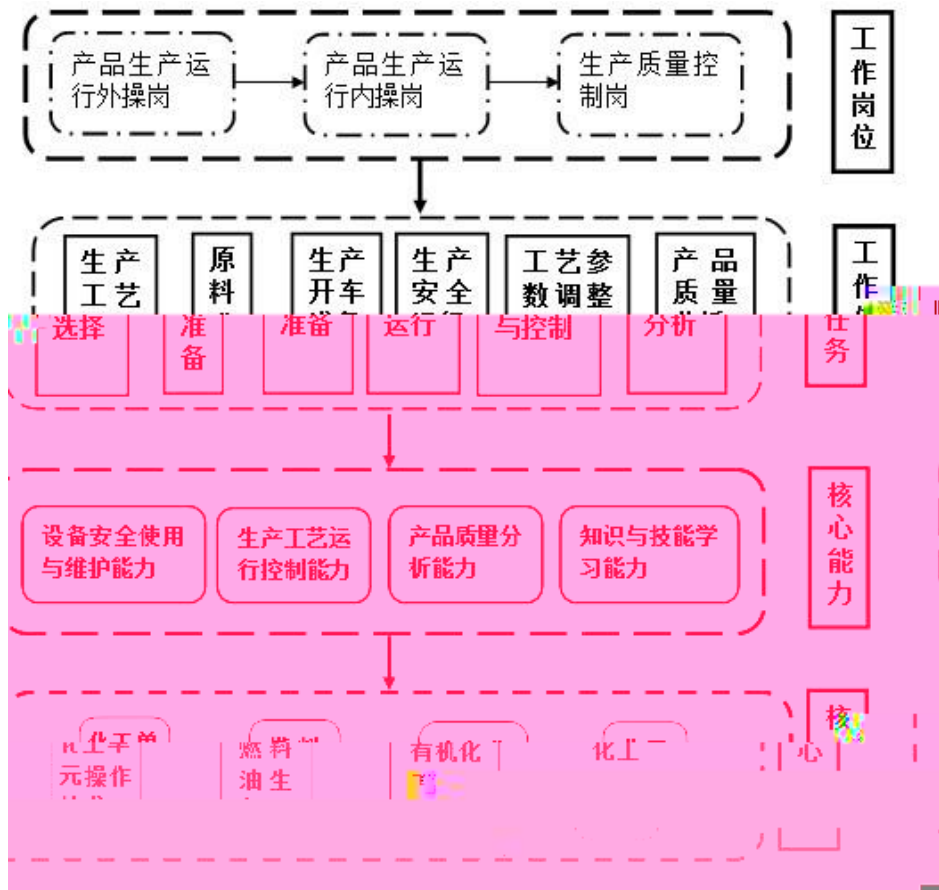 产品生产运
行外操岗
产品生产运
行内操岗
生产质量控
制岗
工作岗位
生产
工艺
选择
原料
准备
生产
开车
准备
生产
安全
运行
工艺参
数调整
与控制
产品
质量
分析
工作
任务
设备安全使用
与维护能力
生产工艺运
行控制能力
产品质量分
析能力
知识与技能学
习能力
核心能力
化工单
元操作
燃料
油生
有机化
化工
核心